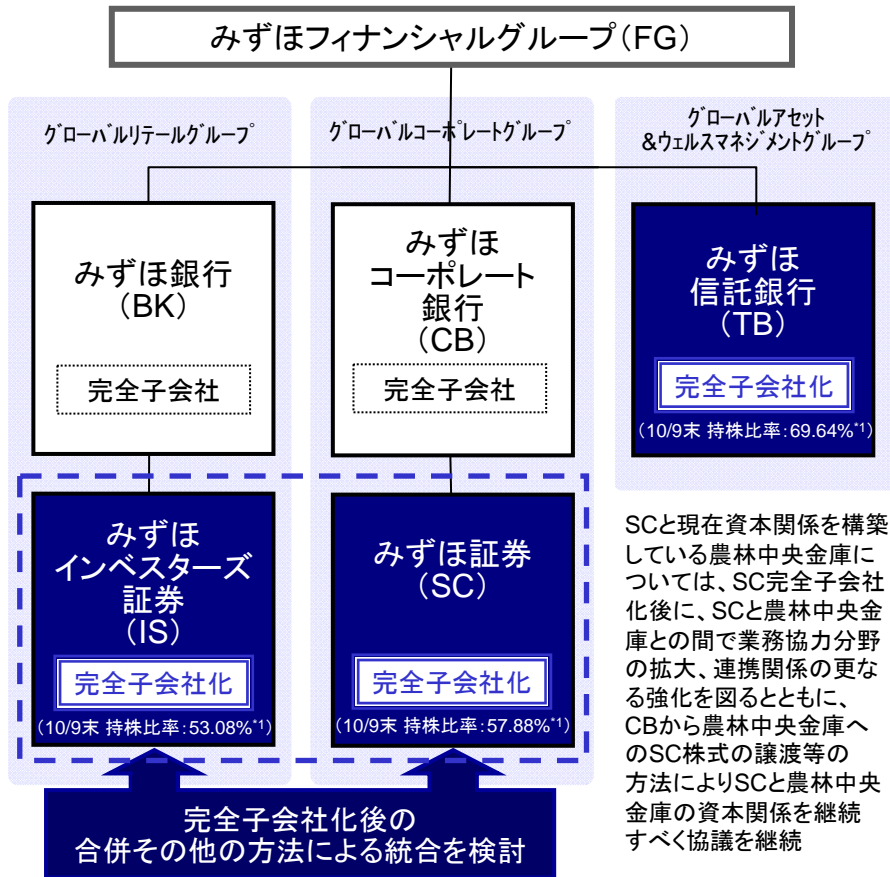 みずほフィナンシャルグループ(FG)
グローバルリテールグループ
グローバルコーポレートグループ
グローバルアセット
&ウェルスマネジメントグループ
みずほ銀行
(BK)
完全子会社
みずほ
コーポレート
銀行
(CB)
完全子会社
みずほ
信託銀行
(TB)
完全子会社化
(10/9末 持株比率:69.64%*1)
みずほ
インベスターズ
証券
(IS)
完全子会社化
(10/9末 持株比率:53.08%*1)
みずほ証券
(SC)
完全子会社化
(10/9末 持株比率:57.88%*1)
SCと現在資本関係を構築
している農林中央金庫に
ついては、SC完全子会社
化後に、SCと農林中央金
庫との間で業務協力分野
の拡大、連携関係の更な
る強化を図るとともに、
CBから農林中央金庫へ
のSC株式の譲渡等の
方法によりSCと農林中央
金庫の資本関係を継続
すべく協議を継続
完全子会社化後の
合併その他の方法による統合を検討